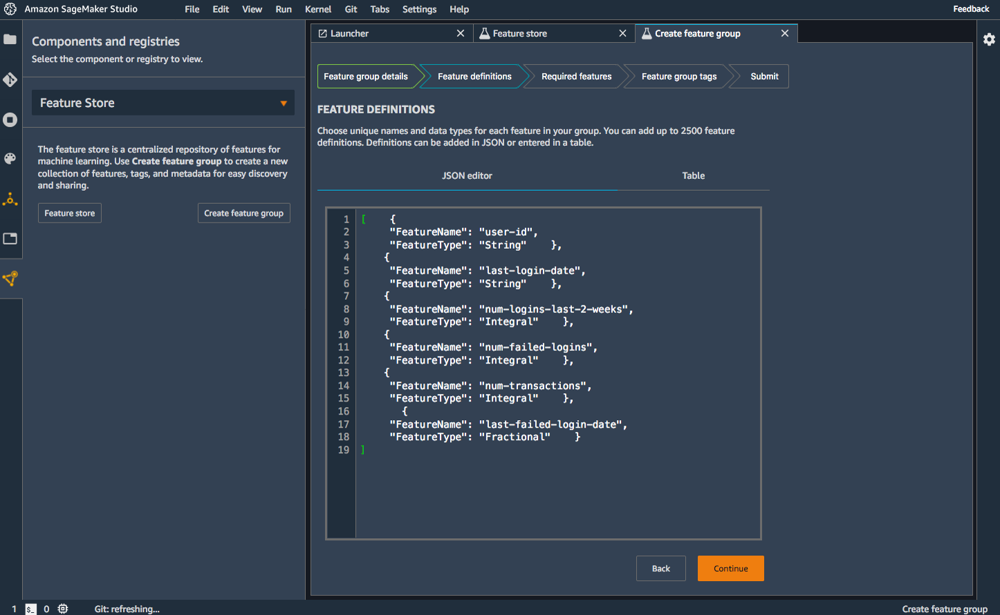 Amazon SageMaker Studio File Edit View Run Kernel Git Tabs Settings Help Feedback
Components and registries
Select the component or registry to view.
Feature Store
The feature store is a centralized repository of features for
machine learning. Use Create feature group to create a new
collection of features, tags, and metadata for easy discovery
and sharing.
Feature store Create feature group
Launcher Feature store Create feature group
Feature group details Feature definitions Required features Feature group tags Submit
FEATURE DEFINITIONS
Choose unique names and data types for each feature in your group. You can add up to 2500 feature
definitions. Definitions can be added in JSON or entered in a table.
JSON editor Table
1 [ {
2 "FeatureName": "user-id",
3 "FeatureType": "String" },
4 {
5 "FeatureName": "last-login-date",
6 "FeatureType": "String" },
7 {
8 "FeatureName": "num-logins-last-2-weeks",
9 "FeatureType": "Integral" },
10 {
11 "FeatureName": "num-failed-logins",
12 "FeatureType": "Integral" },
13 {
14 "FeatureName": "num-transactions",
15 "FeatureType": "Integral" },
16 {
17 "FeatureName": "last-failed-login-date",
18 "FeatureType": "Fractional" }
19 ]
Back Continue
1 $_ 0 Git: refreshing... Create feature group